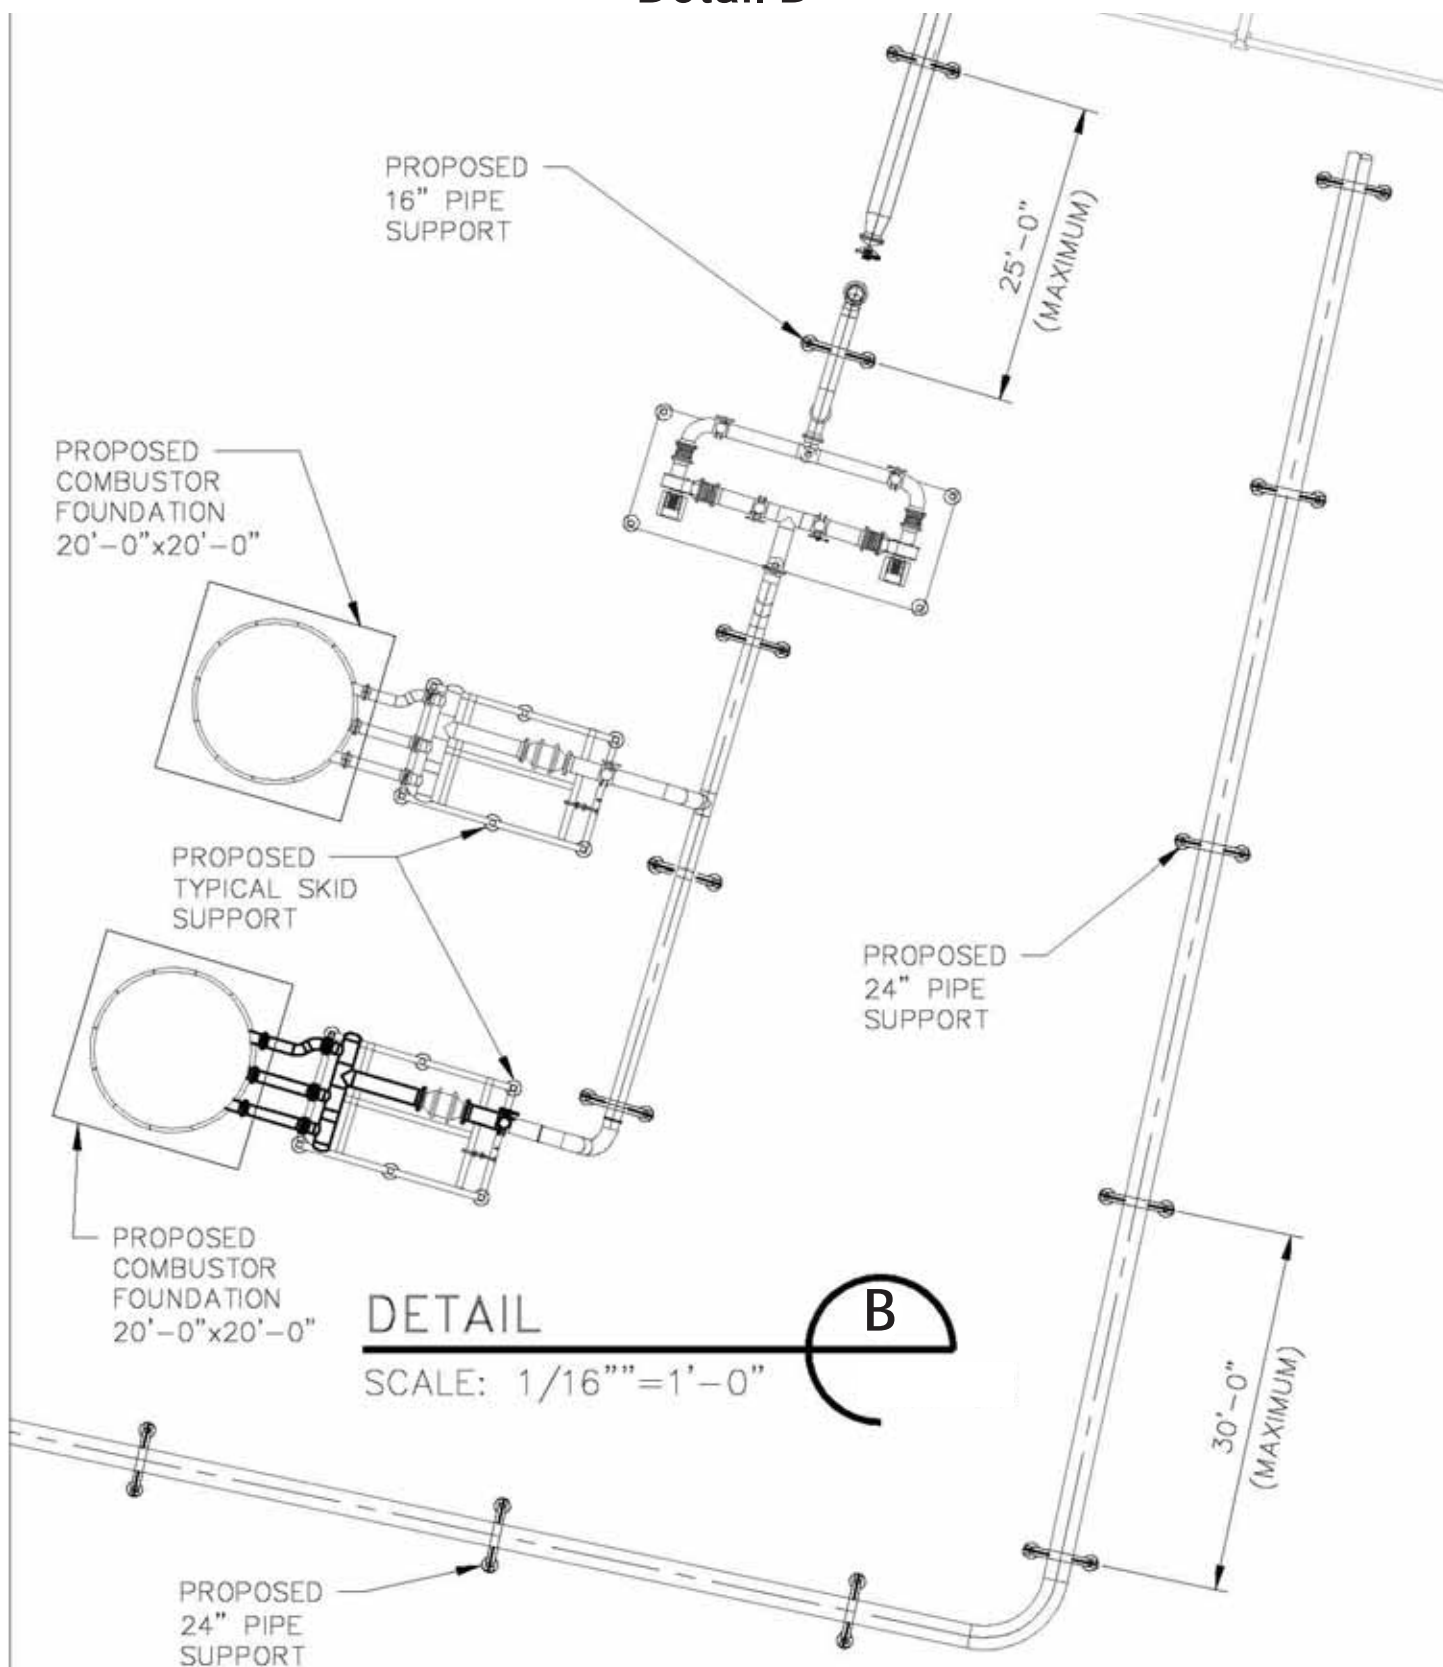 PROPOSED
16" PIPE
SUPPORT
25'-0"
(MAXIMUM)
PROPOSED
COMBUSTOR
FOUNDATION
20'-0"x20'-0"
PROPOSED
TYPICAL SKID
SUPPORT
PROPOSED
24" PIPE
SUPPORT
PROPOSED
COMBUSTOR
FOUNDATION
20'-0"x20'-0"
DETAIL
B
SCALE: 1/16""=1'-0"
30'-0"
(MAXIMUM)
PROPOSED
24" PIPE
SUPPORT